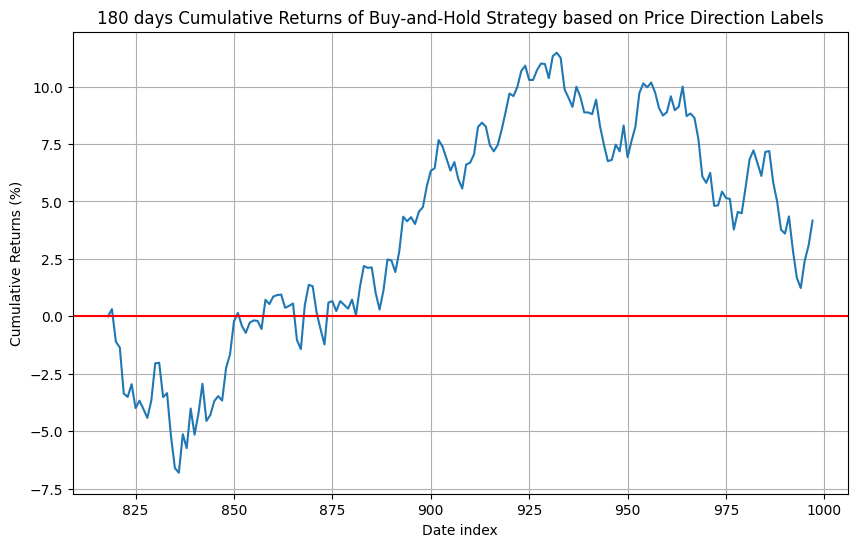 180 days Cumulative Returns of Buy-and-Hold Strategy based on Price Direction Labels
Cumulative Returns (%)
10.0
7.5
5.0
2.5
0.0
−2.5
−5.0
−7.5
825 850 875 900 925 950 975 1000
Date index